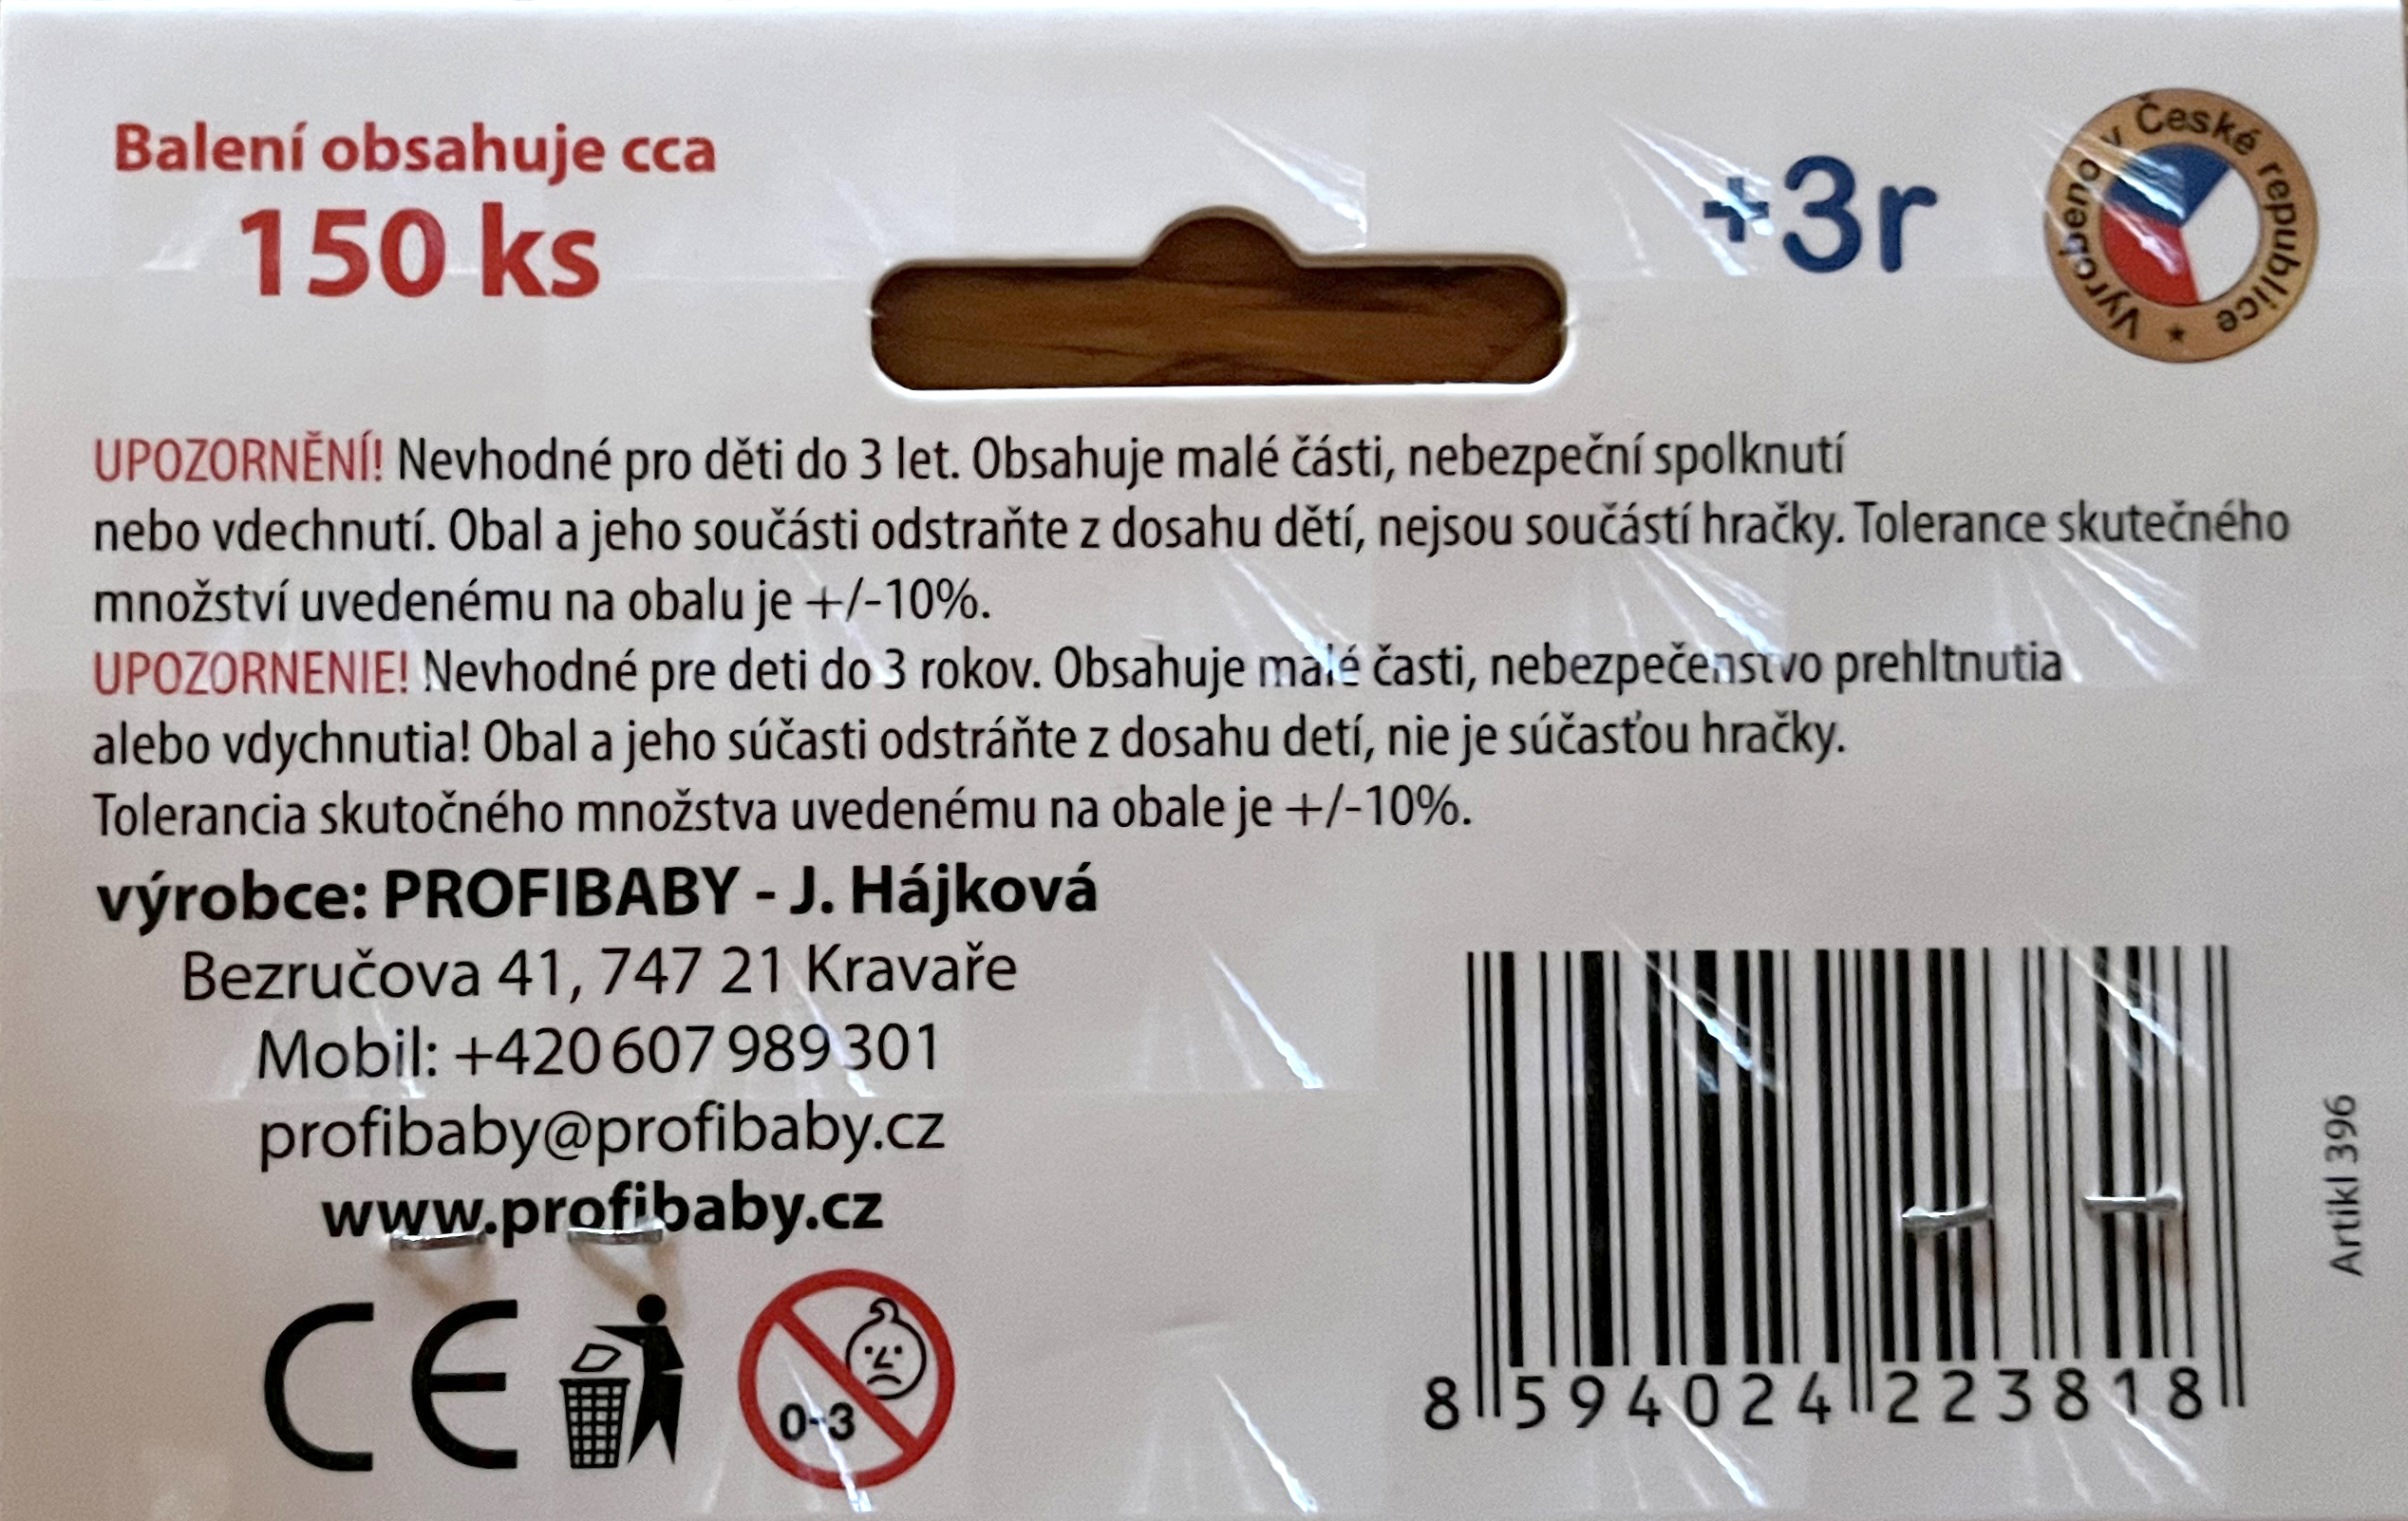 Balení obsahuje cca
150 ks
+3r
Vyrobeno v České republice
UPOZORNĚNÍ! Nevhodné pro děti do 3 let. Obsahuje malé části, nebezpeční spolknutí
nebo vdechnutí. Obal a jeho součásti odstraňte z dosahu dětí, nejsou součástí hračky. Tolerance skutečného
množství uvedenému na obalu je +/-10%.
UPOZORNENIE! Nevhodné pre deti do 3 rokov. Obsahuje malé časti, nebezpečenstvo prehltnutia
alebo vdychnutia! Obal a jeho súčasti odstráňte z dosahu detí, nie je súčasťou hračky.
Tolerancia skutočného množstva uvedenému na obale je +/-10%.
výrobce: PROFIBABY - J. Hájková
Bezručova 41, 747 21 Kravaře
Mobil: +420 607 989 301
profibaby@profibaby.cz
www.profibaby.cz
CE
0-3
8 594024 223818
Artikl 396